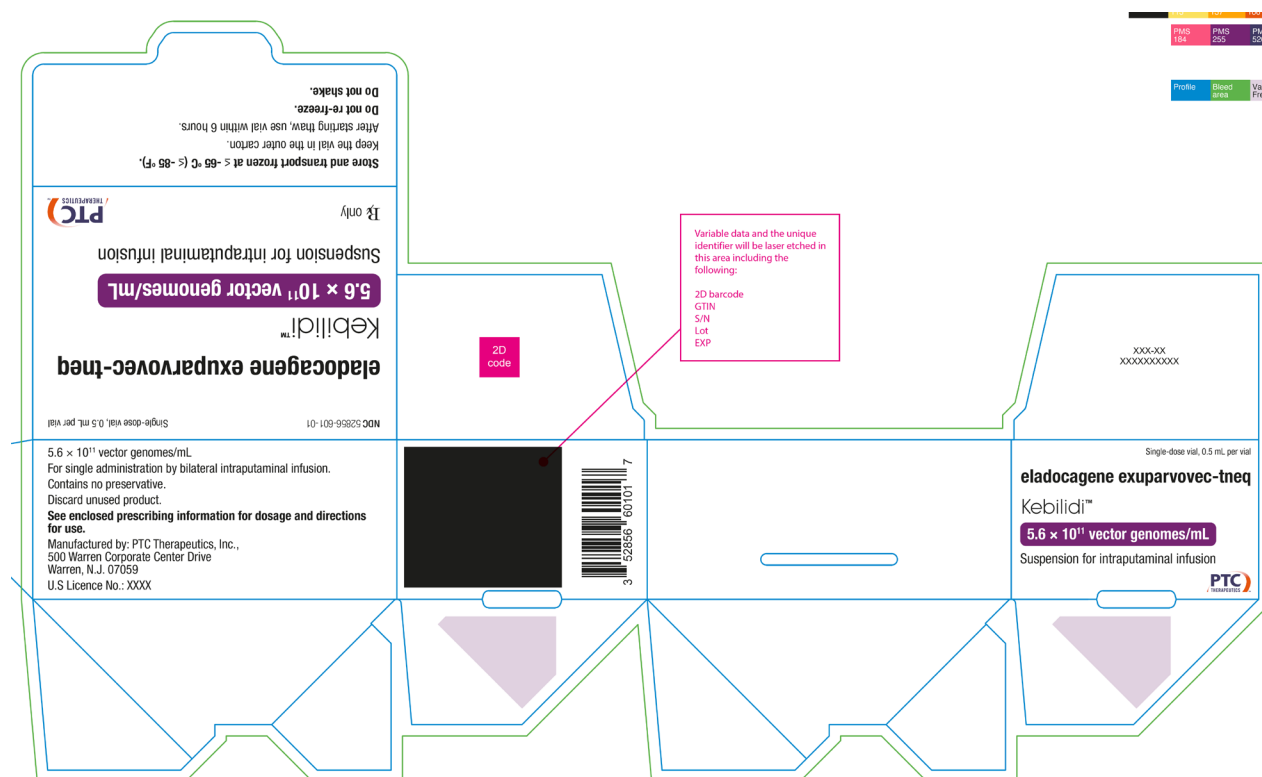 PMS
184
PMS
255
Profile
Bleed
area
Store and transport frozen at ≤ -65 ºC (≤ -85 ºF).
Keep the vial in the outer carton.
After starting thaw, use vial within 6 hours.
Do not re-freeze.
Do not shake.
NDC 52856-601-01
Single-dose vial, 0.5 mL per vial
eladocagene exuparvovec-tneq
Kebilidi™
5.6 × 10¹¹ vector genomes/mL
Suspension for intraputaminal infusion
℞ only
PTC
THERAPEUTICS
Variable data and the unique
identifier will be laser etched in
this area including the
following:
2D barcode
GTIN
S/N
Lot
EXP
2D
code
XXX-XX
XXXXXXXXXX
5.6 × 10¹¹ vector genomes/mL
For single administration by bilateral intraputaminal infusion.
Contains no preservative.
Discard unused product.
See enclosed prescribing information for dosage and directions
for use.
Manufactured by: PTC Therapeutics, Inc.,
500 Warren Corporate Center Drive
Warren, N.J. 07059
U.S Licence No.: XXXX
3 52856 60101 7
Single-dose vial, 0.5 mL per vial
eladocagene exuparvovec-tneq
Kebilidi™
5.6 × 10¹¹ vector genomes/mL
Suspension for intraputaminal infusion
PTC
THERAPEUTICS